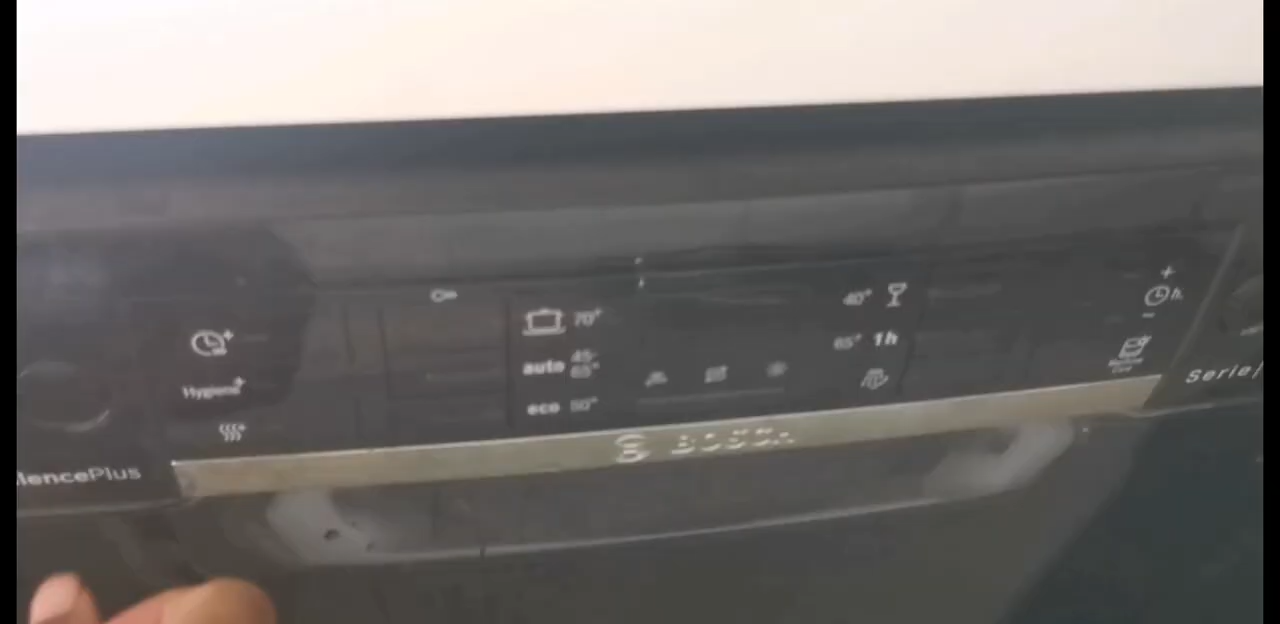 70°
auto 45°-65°
eco 50°
Hygiene+
40°
65° 1h
h.
lencePlus
Serie